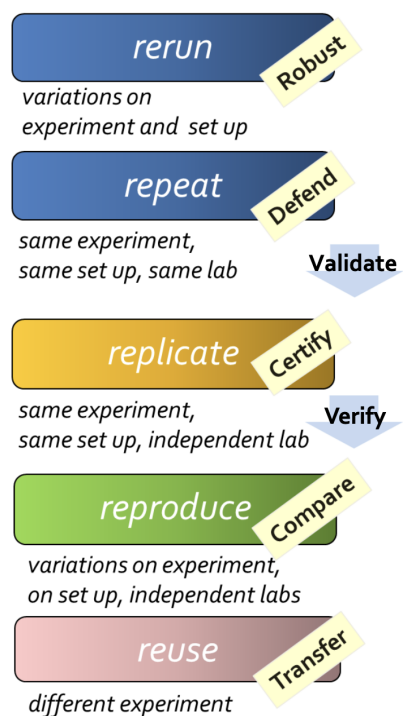 rerun
Robust
variations on
experiment and set up
repeat
Defend
same experiment,
same set up, same lab
Validate
replicate
Certify
same experiment,
same set up, independent lab
Verify
reproduce
Compare
variations on experiment,
on set up, independent labs
reuse
Transfer
different experiment